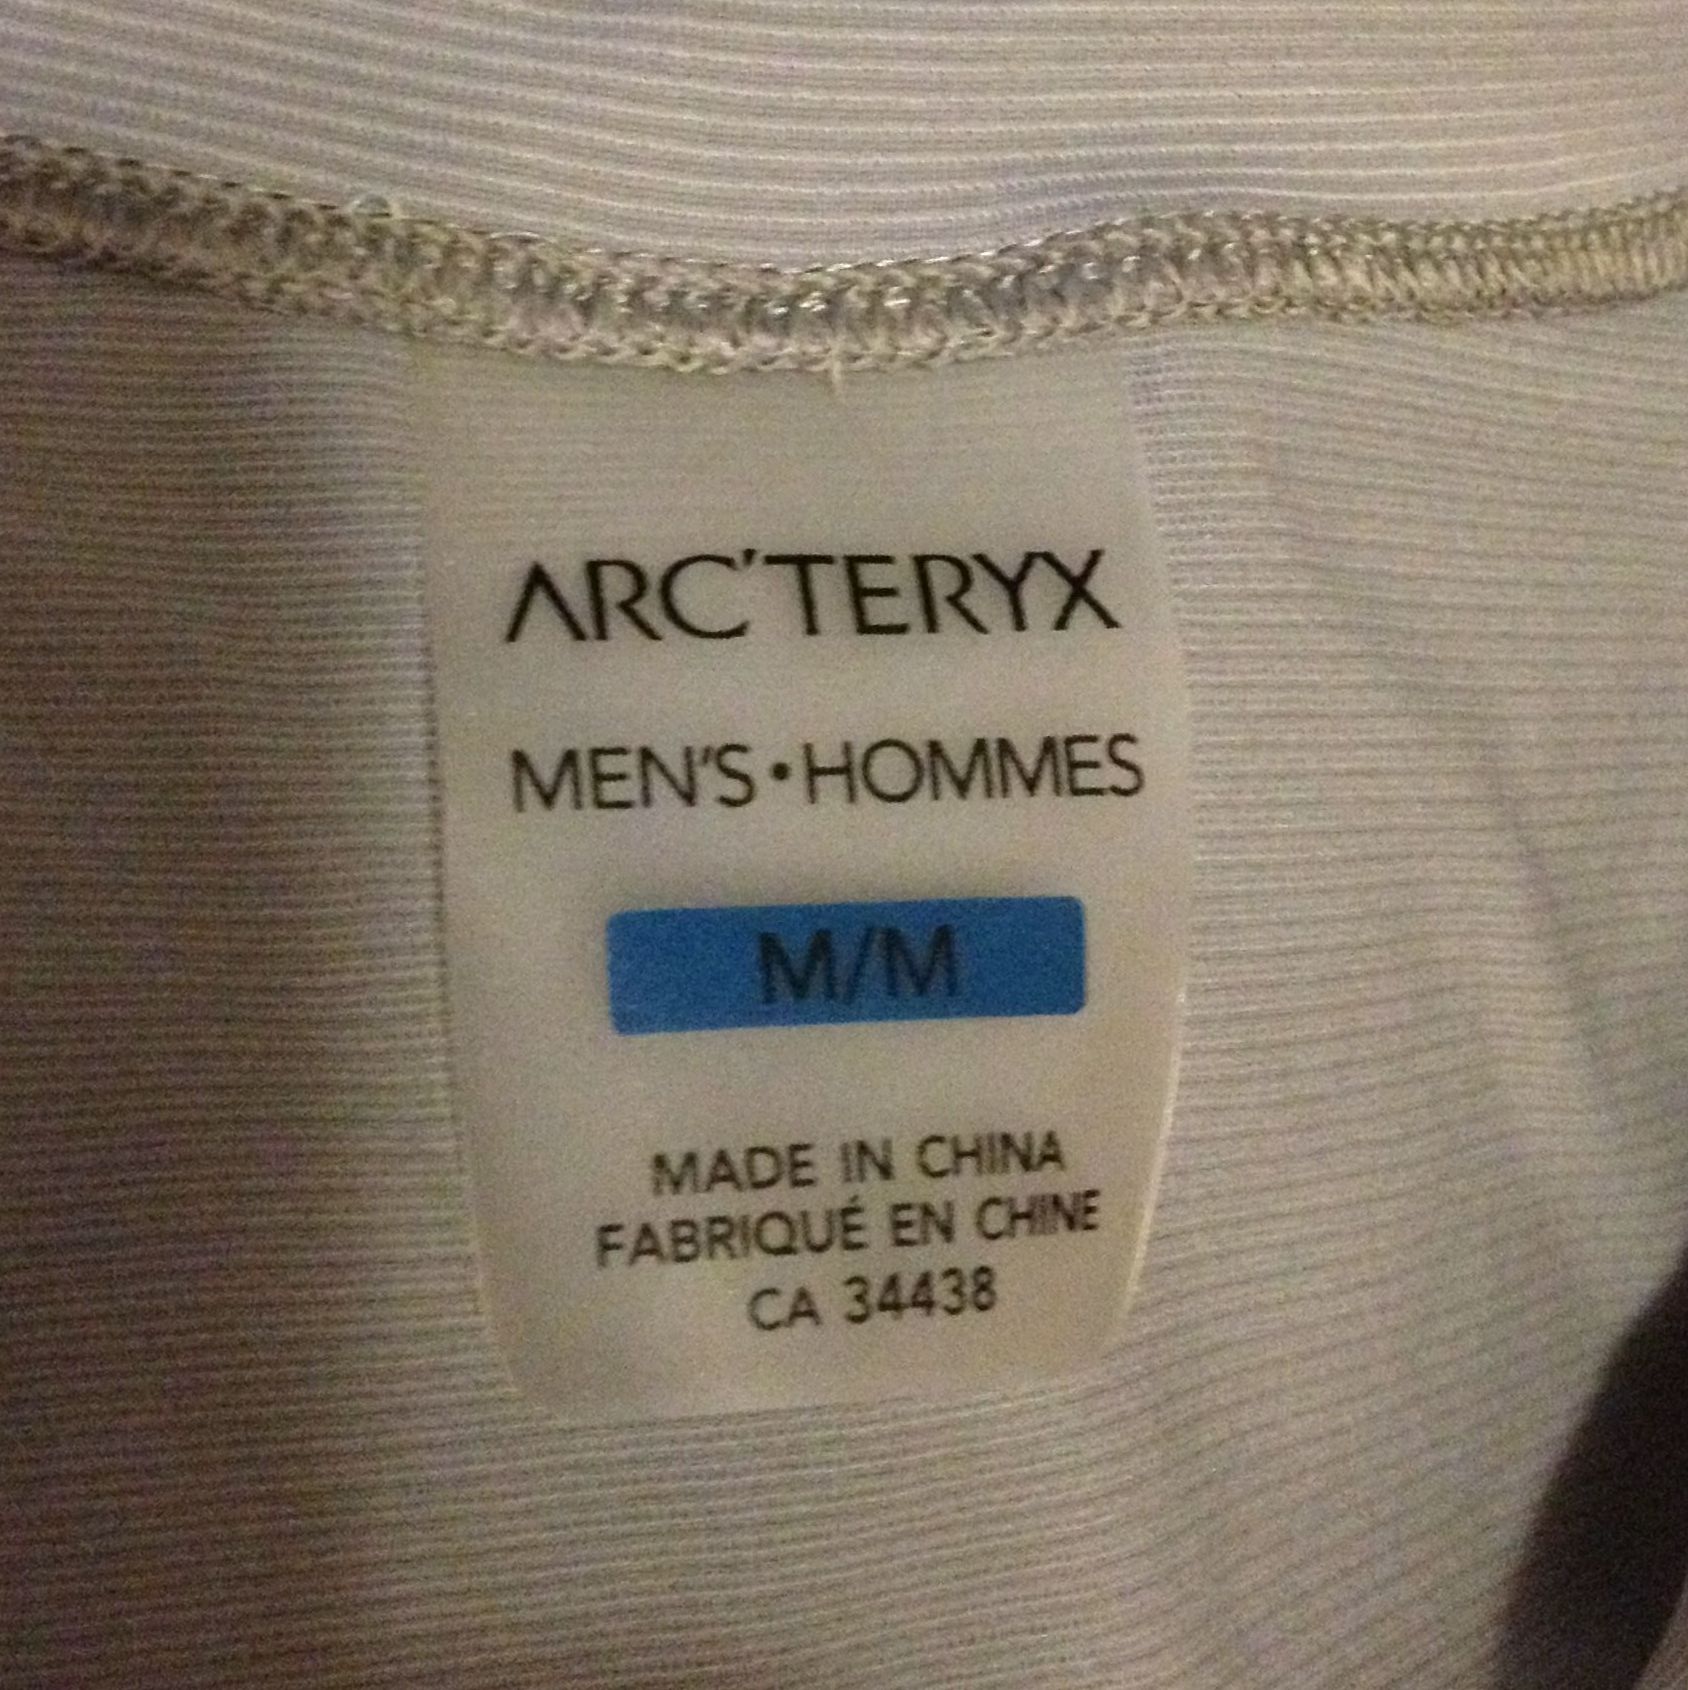 ARC'TERYX
MEN'S•HOMMES
M/M
MADE IN CHINA
FABRIQUÉ EN CHINE
CA 34438